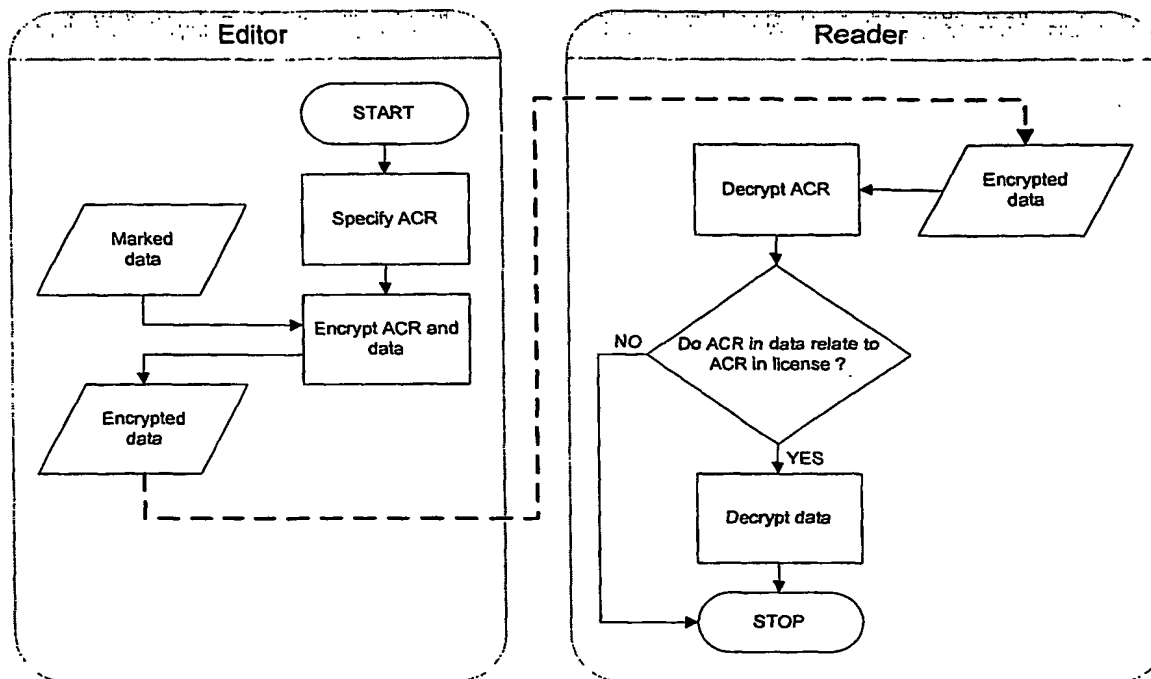 Editor
START
Specify ACR
Marked
data
Encrypt ACR and
data
Encrypted
data
Reader
Encrypted
data
Decrypt ACR
Do ACR in data relate to
ACR in license ?
NO
YES
Decrypt data
STOP